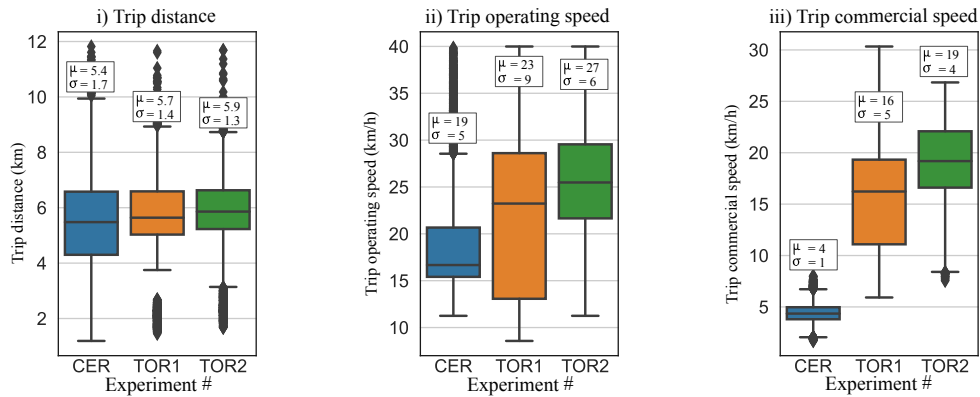 i) Trip distance
Trip distance (km)
12
10
8
6
4
2
μ = 5.4
σ = 1.7
μ = 5.7
σ = 1.4
μ = 5.9
σ = 1.3
CER TOR1 TOR2
Experiment #
ii) Trip operating speed
Trip operating speed (km/h)
40
35
30
25
20
15
10
μ = 19
σ = 5
μ = 23
σ = 9
μ = 27
σ = 6
CER TOR1 TOR2
Experiment #
iii) Trip commercial speed
Trip commercial speed (km/h)
30
25
20
15
10
5
μ = 4
σ = 1
μ = 16
σ = 5
μ = 19
σ = 4
CER TOR1 TOR2
Experiment #